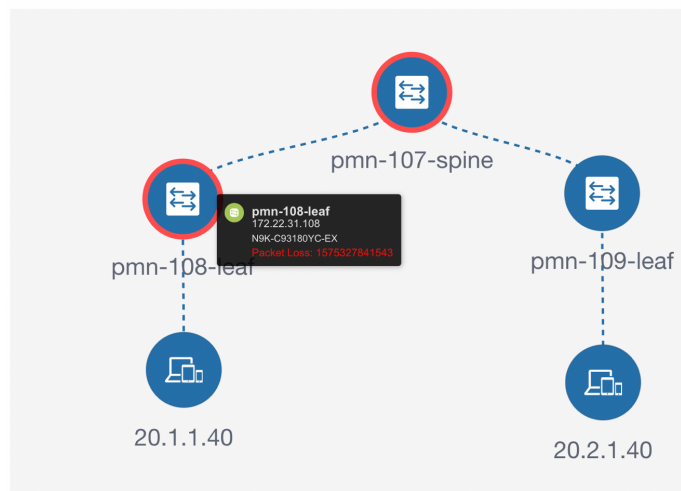 pmn-107-spine
pmn-108-leaf
172.22.31.108
N9K-C93180YC-EX
Packet Loss: 1575327841543
pmn-108-leaf
pmn-109-leaf
20.1.1.40
20.2.1.40